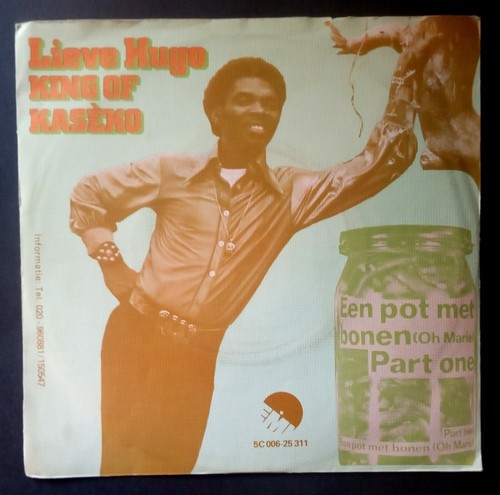 Lieve Hugo
KING OF
KASÈKO
Informatie. Tel. 020 - 960881 / 150547
Een pot met
bonen (Oh Marie)
Part one
Part two
Een pot met bonen (Oh Marie)
EMI
5C 006-25 311